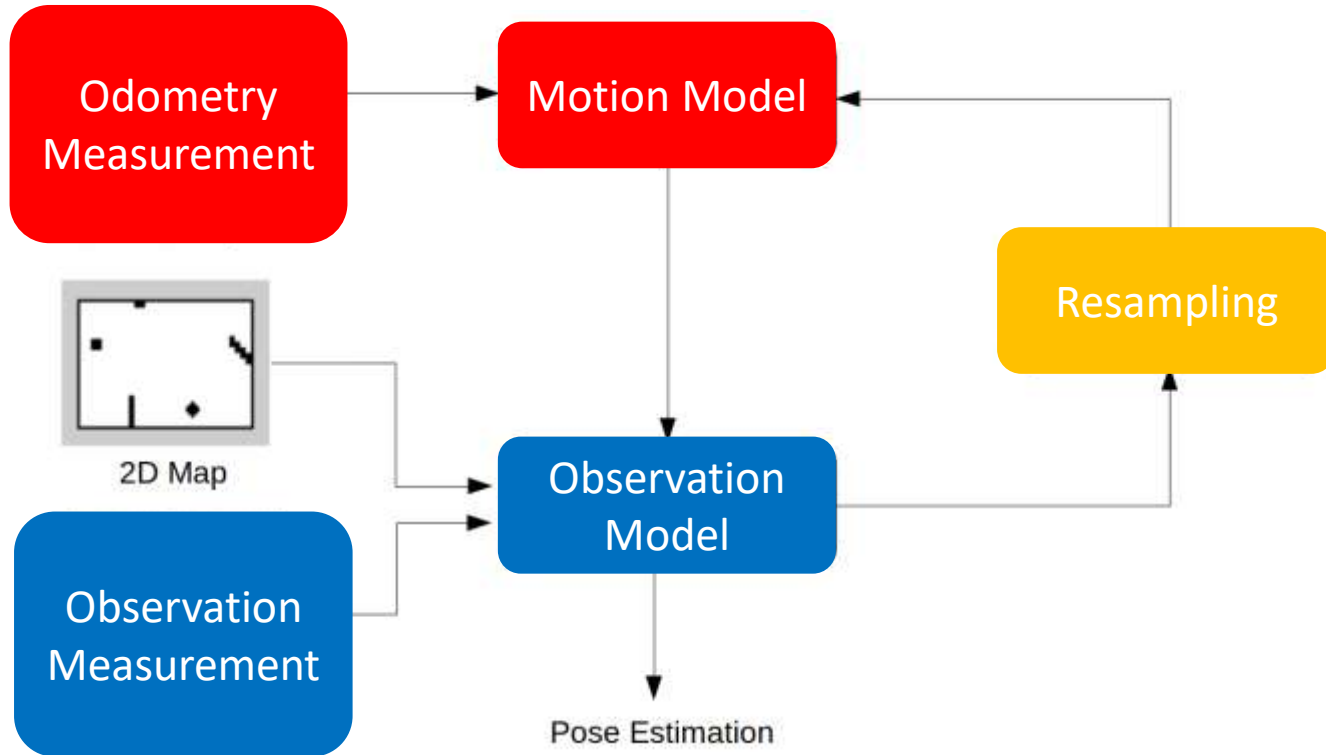 Odometry
Measurement
Motion Model
Resampling
2D Map
Observation
Model
Observation
Measurement
Pose Estimation